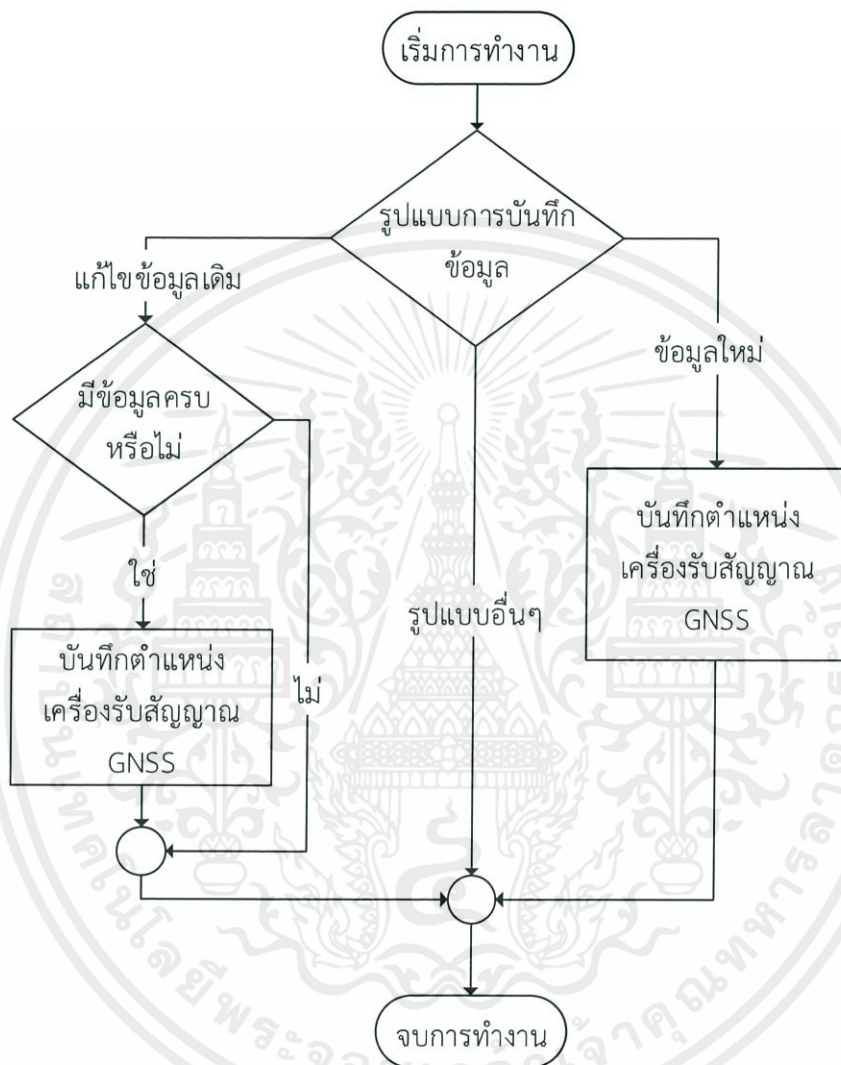 เริ่มการทำงาน
รูปแบบการบันทึก
ข้อมูล
แก้ไขข้อมูลเดิม
ข้อมูลใหม่
มีข้อมูลครบ
หรือไม่
ใช่
ไม่
รูปแบบอื่นๆ
บันทึกตำแหน่ง
เครื่องรับสัญญาณ
GNSS
บันทึกตำแหน่ง
เครื่องรับสัญญาณ
GNSS
จบการทำงาน